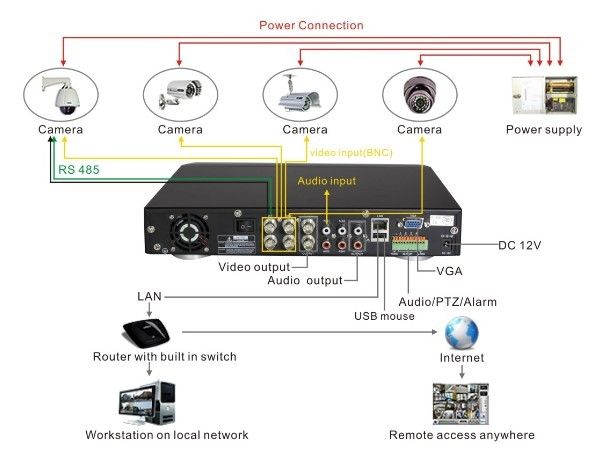 Power Connection
Camera
Camera
Camera
Camera
Power supply
video input(BNC)
RS 485
Audio input
DC 12V
Video output
Audio output
VGA
LAN
Audio/PTZ/Alarm
USB mouse
Router with built in switch
Internet
Workstation on local network
Remote access anywhere